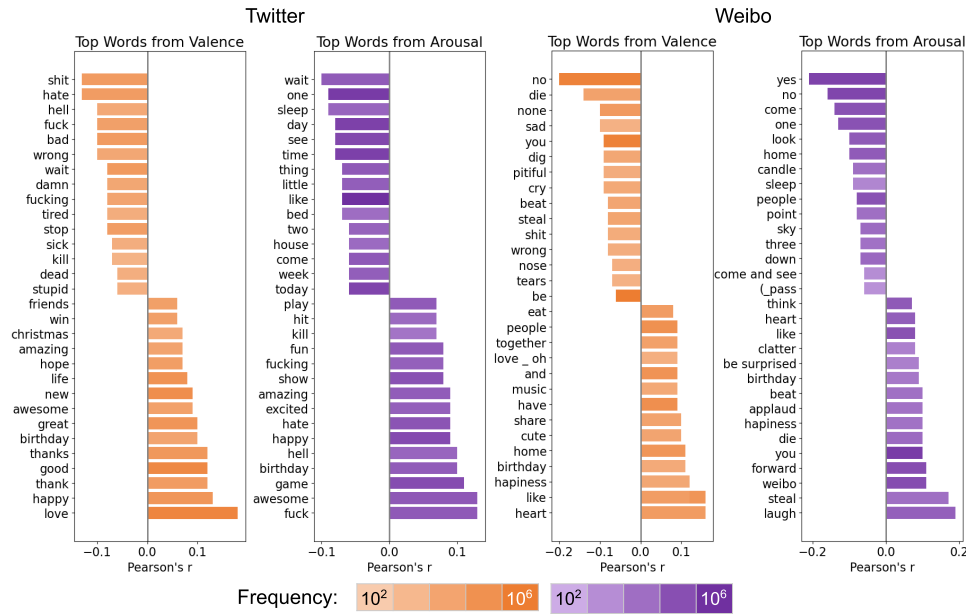 Twitter
Weibo
Top Words from Valence
Top Words from Arousal
Top Words from Valence
Top Words from Arousal
shit
hate
hell
fuck
bad
wrong
wait
damn
fucking
tired
stop
sick
kill
dead
stupid
friends
win
christmas
amazing
hope
life
new
awesome
great
birthday
thanks
good
thank
happy
love
−0.1 0.0 0.1
Pearson's r
wait
one
sleep
day
see
time
thing
little
like
bed
two
house
come
week
today
play
hit
kill
fun
fucking
show
amazing
excited
hate
happy
hell
birthday
game
awesome
fuck
−0.1 0.0 0.1
Pearson's r
no
die
none
sad
you
dig
pitiful
cry
beat
steal
shit
wrong
nose
tears
be
eat
people
together
love _ oh
and
music
have
share
cute
home
birthday
hapiness
like
heart
−0.2 −0.1 0.0 0.1
Pearson's r
yes
no
come
one
look
home
candle
sleep
people
point
sky
three
down
come and see
(_pass
think
heart
like
clatter
be surprised
birthday
beat
applaud
hapiness
die
you
forward
weibo
steal
laugh
−0.2 0.0 0.2
Pearson's r
Frequency: 10² 10⁶ 10² 10⁶